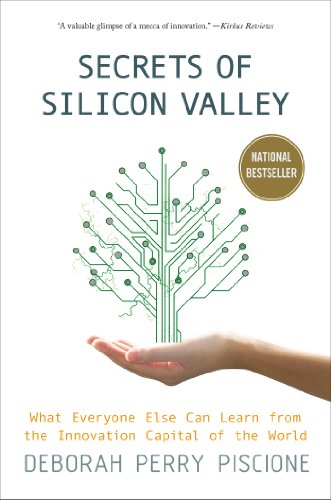 "A valuable glimpse of a mecca of innovation." —Kirkus Reviews
SECRETS OF
SILICON VALLEY
NATIONAL
BESTSELLER
What Everyone Else Can Learn from
the Innovation Capital of the World
DEBORAH PERRY PISCIONE